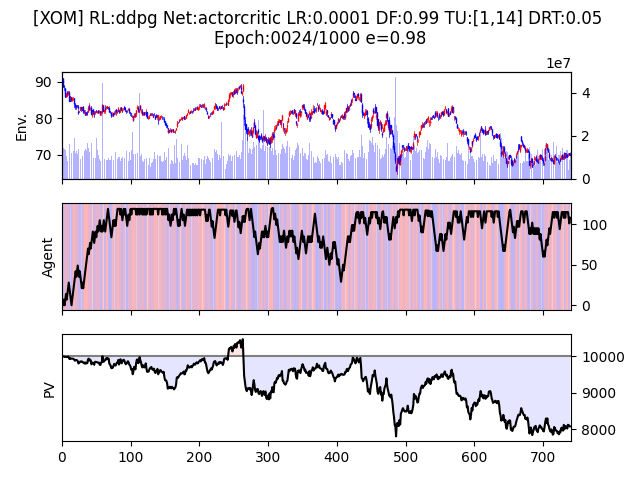 [XOM] RL:ddpg Net:actorcritic LR:0.0001 DF:0.99 TU:[1,14] DRT:0.05
Epoch:0024/1000 e=0.98
1e7
90
80
70
Env.
4
2
0
Agent
100
50
0
PV
10000
9000
8000
0 100 200 300 400 500 600 700